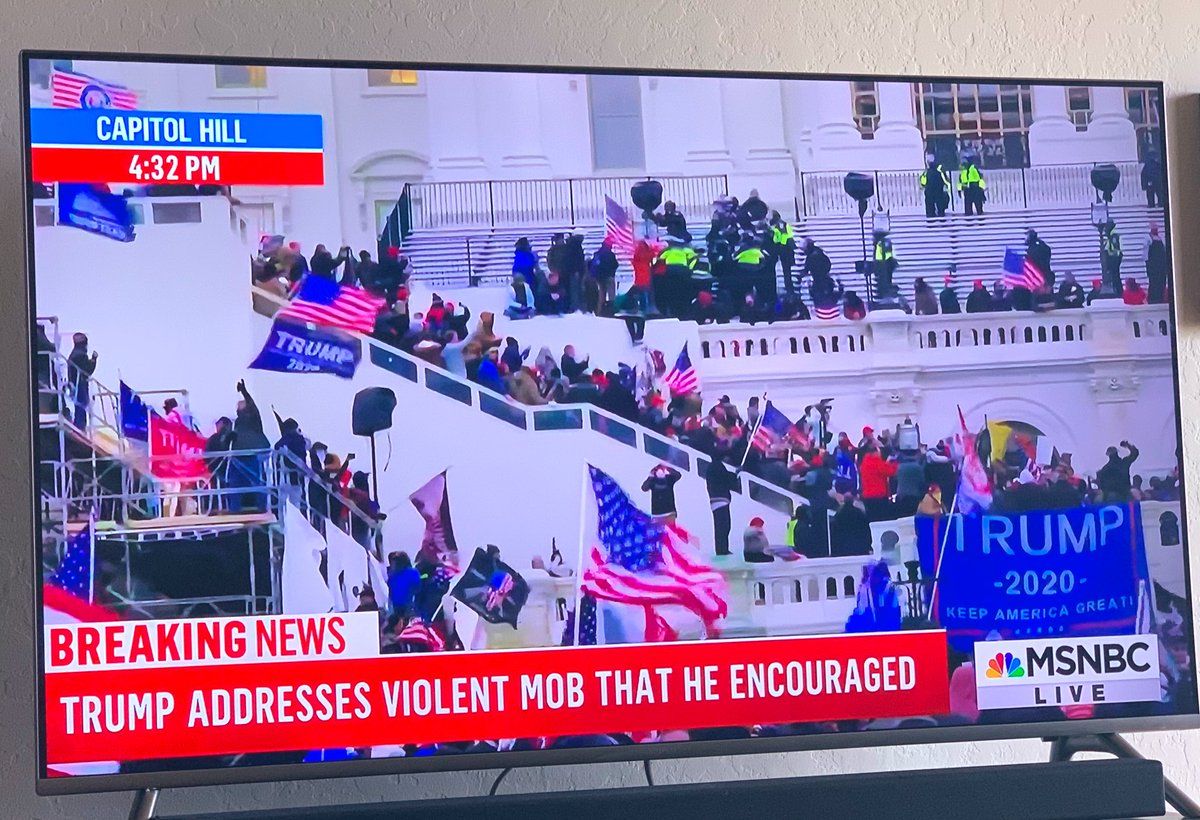 CAPITOL HILL
4:32 PM
TRUMP
TRUMP
-2020-
KEEP AMERICA GREAT!
BREAKING NEWS
TRUMP ADDRESSES VIOLENT MOB THAT HE ENCOURAGED
MSNBC
LIVE